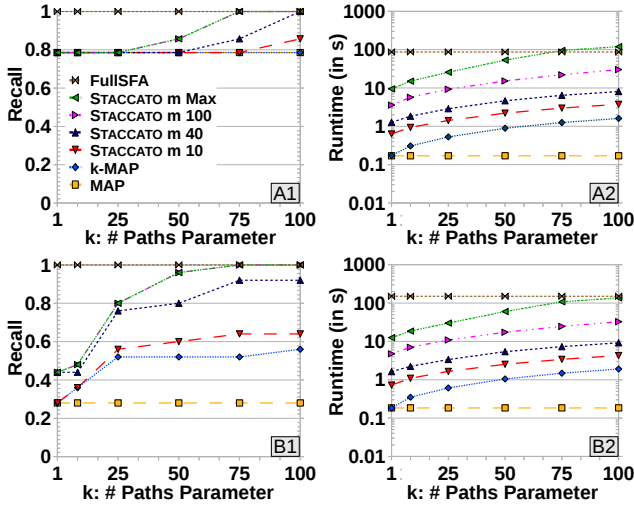 Recall
1
0.8
0.6
0.4
0.2
0
FullSFA
STACCATO m Max
STACCATO m 100
STACCATO m 40
STACCATO m 10
k-MAP
MAP
A1
1 25 50 75 100
k: # Paths Parameter
Runtime (in s)
1000
100
10
1
0.1
0.01
A2
1 25 50 75 100
k: # Paths Parameter
Recall
1
0.8
0.6
0.4
0.2
0
B1
1 25 50 75 100
k: # Paths Parameter
Runtime (in s)
1000
100
10
1
0.1
0.01
B2
1 25 50 75 100
k: # Paths Parameter